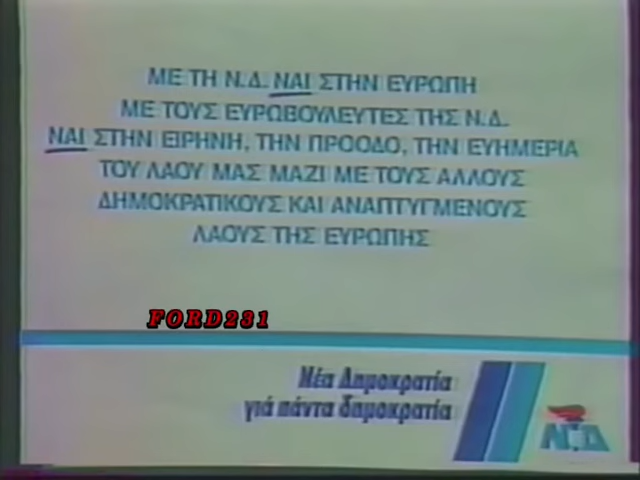 ΜΕ ΤΗ Ν.Δ. ΝΑΙ ΣΤΗΝ ΕΥΡΩΠΗ
ΜΕ ΤΟΥΣ ΕΥΡΩΒΟΥΛΕΥΤΕΣ ΤΗΣ Ν.Δ.
ΝΑΙ ΣΤΗΝ ΕΙΡΗΝΗ, ΤΗΝ ΠΡΟΟΔΟ, ΤΗΝ ΕΥΗΜΕΡΙΑ
ΤΟΥ ΛΑΟΥ ΜΑΣ ΜΑΖΙ ΜΕ ΤΟΥΣ ΑΛΛΟΥΣ
ΔΗΜΟΚΡΑΤΙΚΟΥΣ ΚΑΙ ΑΝΑΠΤΥΓΜΕΝΟΥΣ
ΛΑΟΥΣ ΤΗΣ ΕΥΡΩΠΗΣ
FORD231
Νέα Δημοκρατία
γιά πάντα δημοκρατία
Ν.Δ